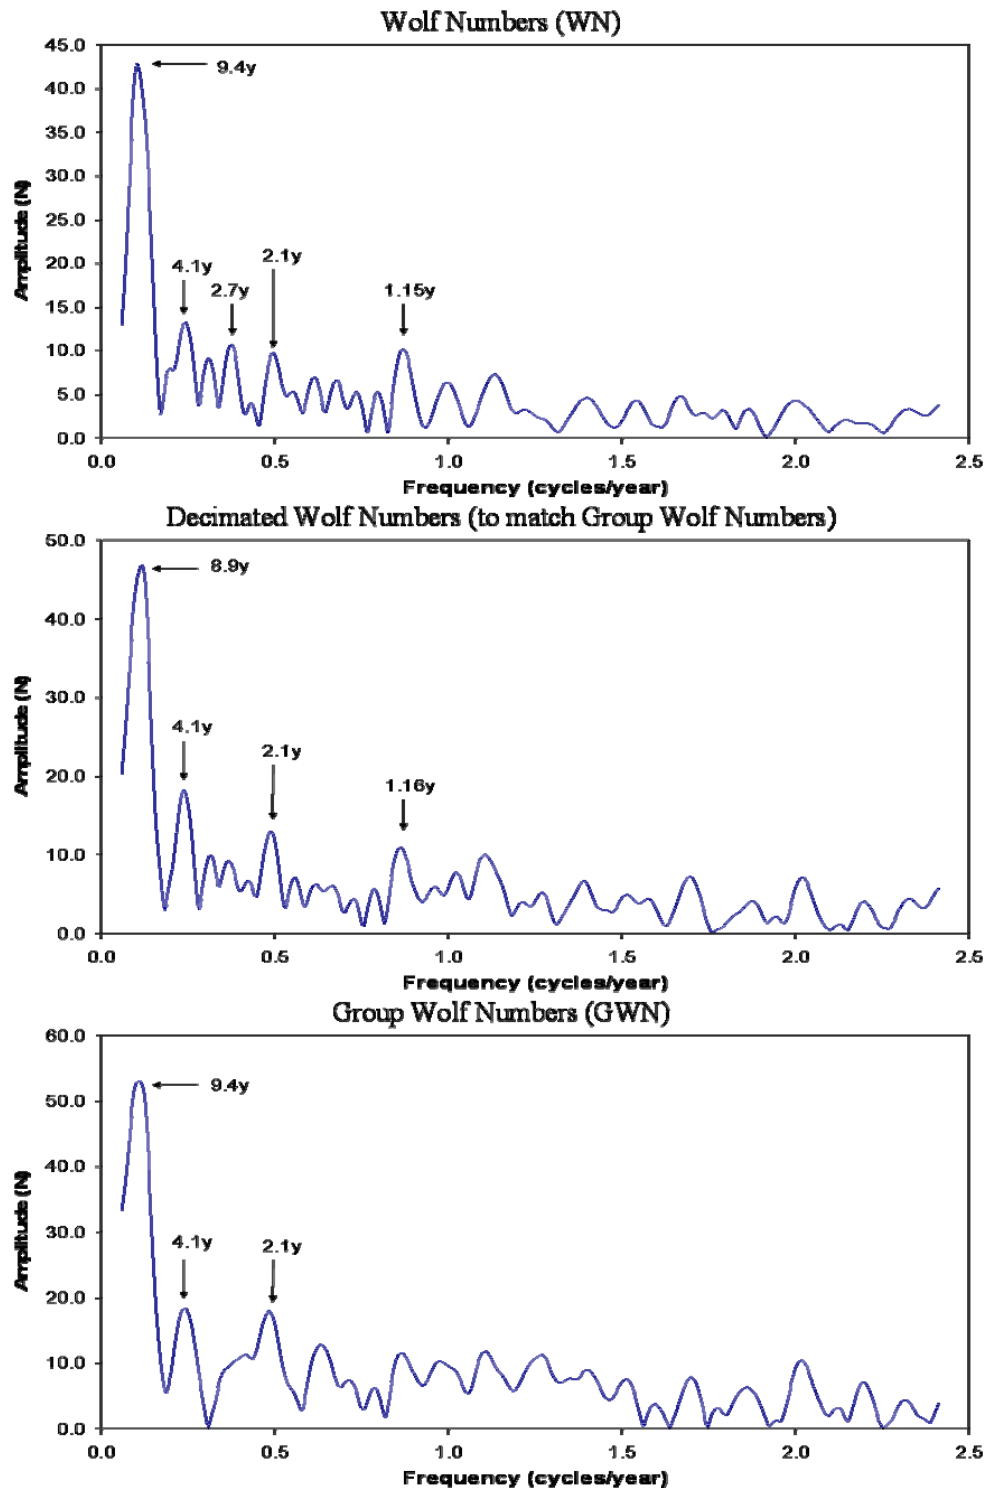 Wolf Numbers (WN)
45.0
40.0
35.0
30.0
25.0
20.0
15.0
10.0
5.0
0.0
Amplitude (N)
9.4y
4.1y
2.7y
2.1y
1.15y
0.0 0.5 1.0 1.5 2.0 2.5
Frequency (cycles/year)
Decimated Wolf Numbers (to match Group Wolf Numbers)
50.0
40.0
30.0
20.0
10.0
0.0
Amplitude (N)
8.9y
4.1y
2.1y
1.16y
0.0 0.5 1.0 1.5 2.0 2.5
Frequency (cycles/year)
Group Wolf Numbers (GWN)
60.0
50.0
40.0
30.0
20.0
10.0
0.0
Amplitude (N)
9.4y
4.1y
2.1y
0.0 0.5 1.0 1.5 2.0 2.5
Frequency (cycles/year)